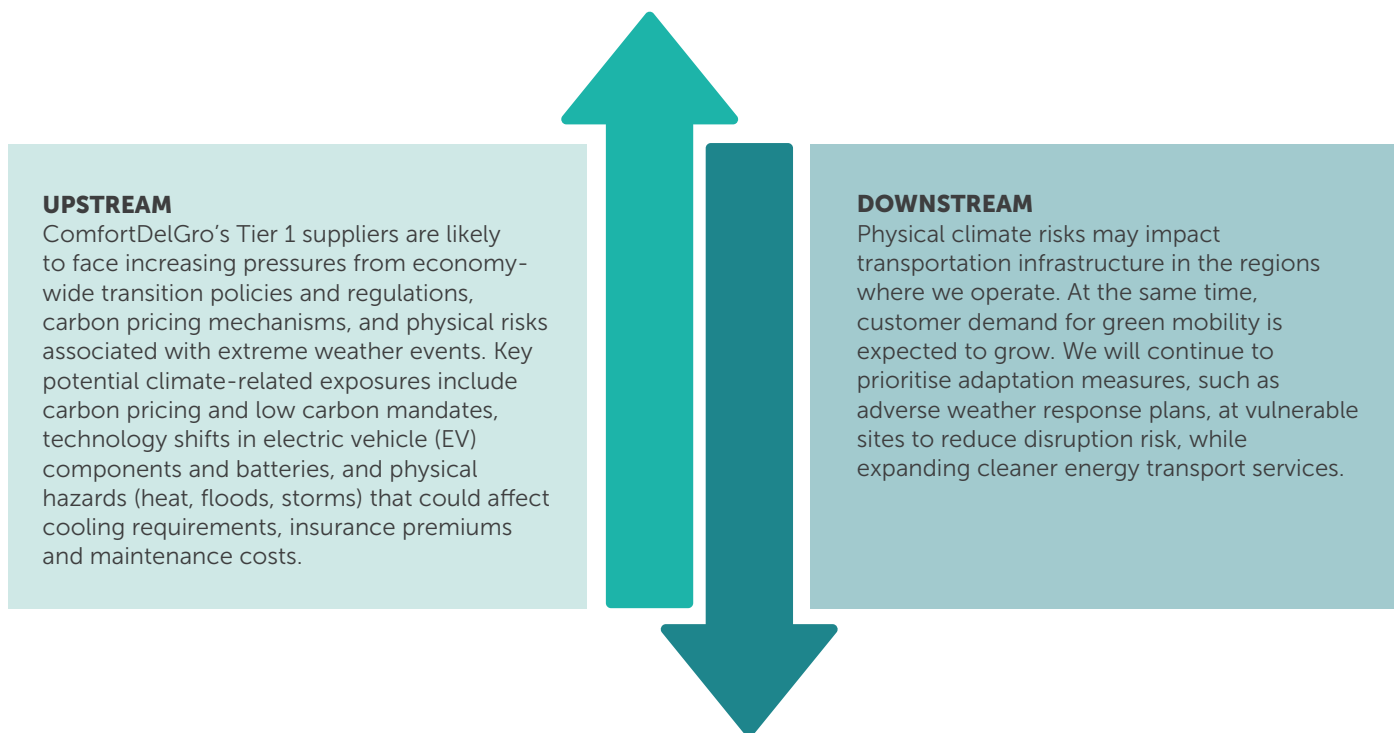 UPSTREAM
ComfortDelGro's Tier 1 suppliers are likely
to face increasing pressures from economy-
wide transition policies and regulations,
carbon pricing mechanisms, and physical risks
associated with extreme weather events. Key
potential climate-related exposures include
carbon pricing and low carbon mandates,
technology shifts in electric vehicle (EV)
components and batteries, and physical
hazards (heat, floods, storms) that could affect
cooling requirements, insurance premiums
and maintenance costs.
DOWNSTREAM
Physical climate risks may impact
transportation infrastructure in the regions
where we operate. At the same time,
customer demand for green mobility is
expected to grow. We will continue to
prioritise adaptation measures, such as
adverse weather response plans, at vulnerable
sites to reduce disruption risk, while
expanding cleaner energy transport services.